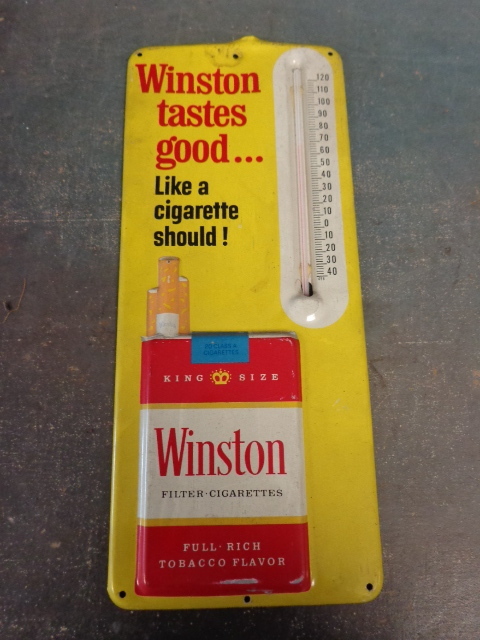 Winston
tastes
good...
Like a
cigarette
should!
120
110
100
90
80
70
60
50
40
30
20
10
0
10
20
30
40
KING SIZE
Winston
FILTER·CIGARETTES
FULL·RICH
TOBACCO FLAVOR